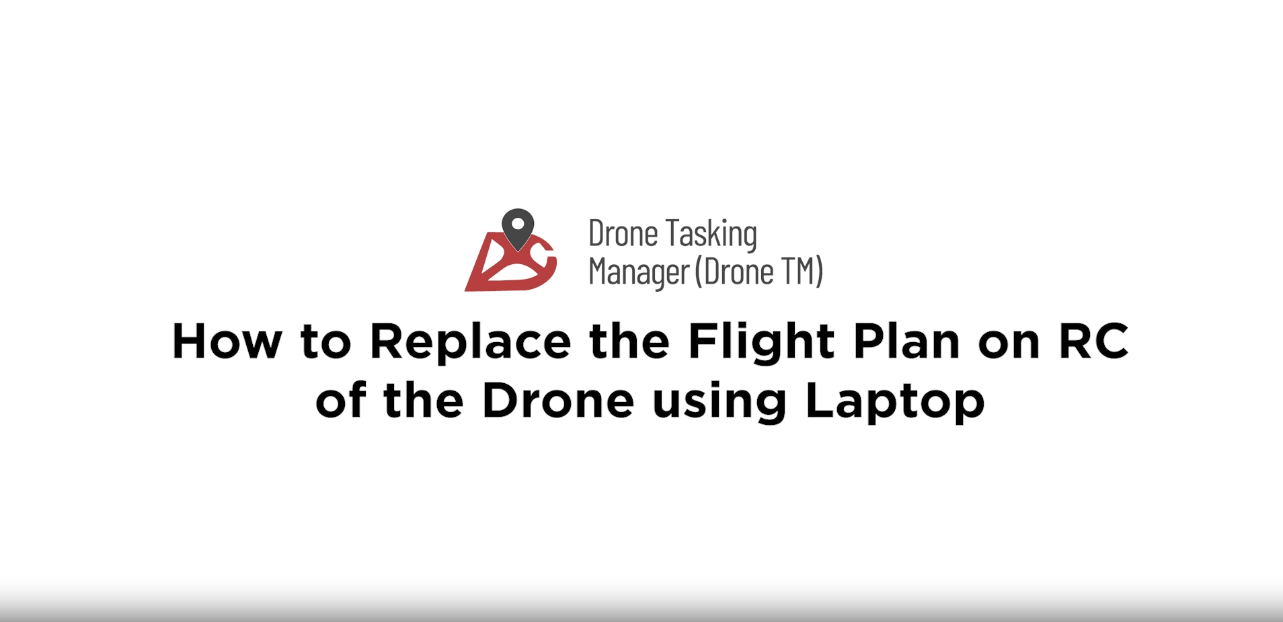 Drone Tasking
Manager (Drone TM)
How to Replace the Flight Plan on RC
of the Drone using Laptop